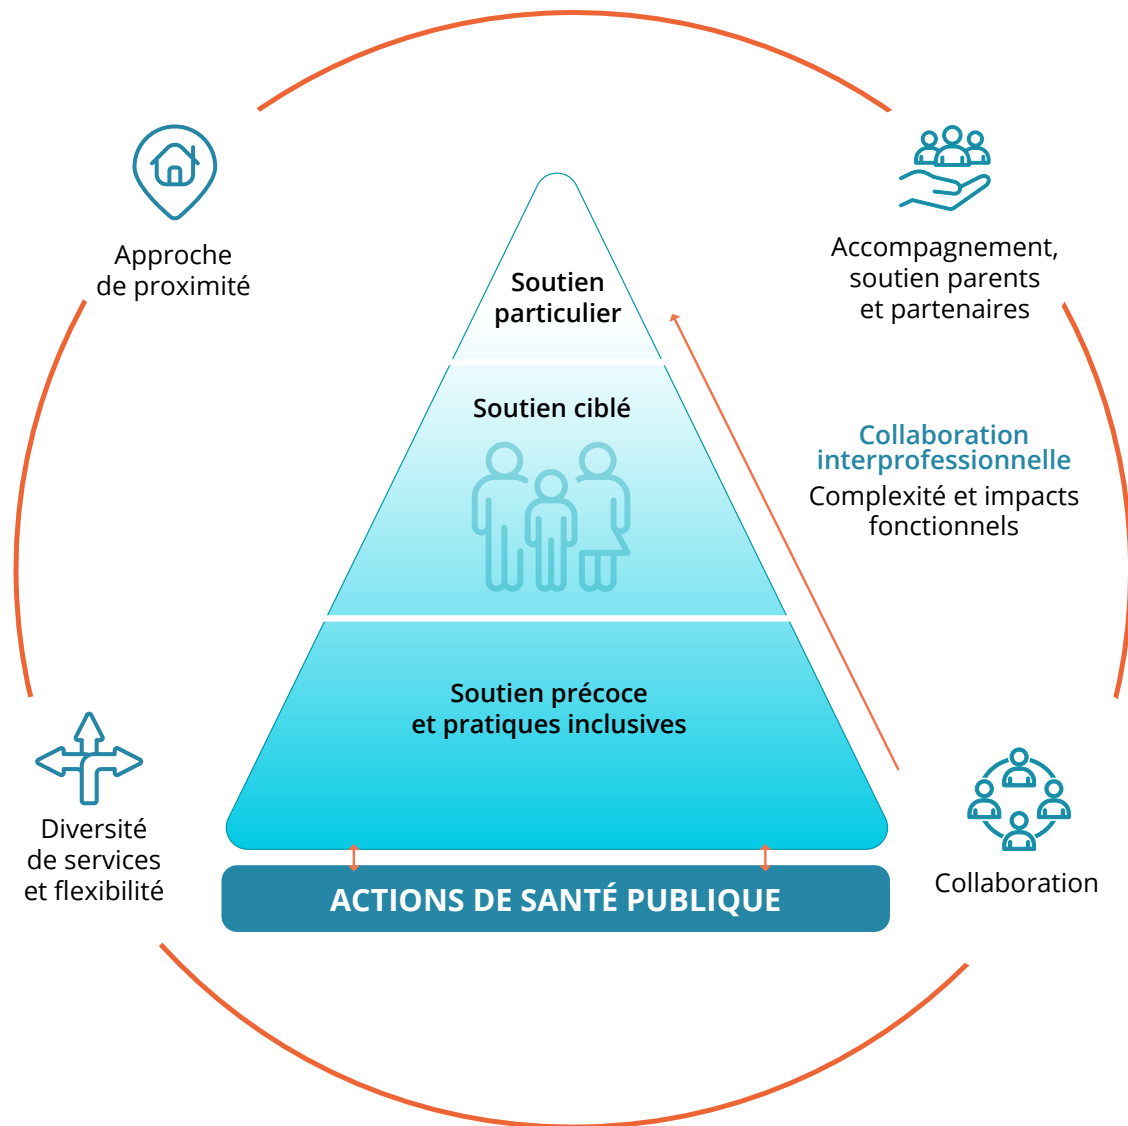 Approche
de proximité
Accompagnement,
soutien parents
et partenaires
Soutien
particulier
Soutien ciblé
Collaboration
interprofessionnelle
Complexité et impacts
fonctionnels
Soutien précoce
et pratiques inclusives
Diversité
de services
et flexibilité
Collaboration
ACTIONS DE SANTÉ PUBLIQUE